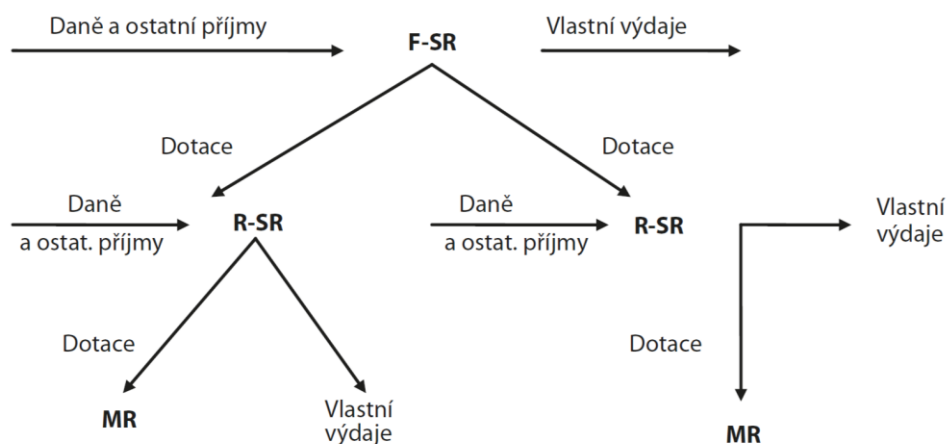 Daně a ostatní příjmy
F-SR
Vlastní výdaje
Dotace
Dotace
Daně
a ostat. příjmy
R-SR
Daně
a ostat. příjmy
R-SR
Vlastní
výdaje
Dotace
Dotace
MR
Vlastní
výdaje
MR